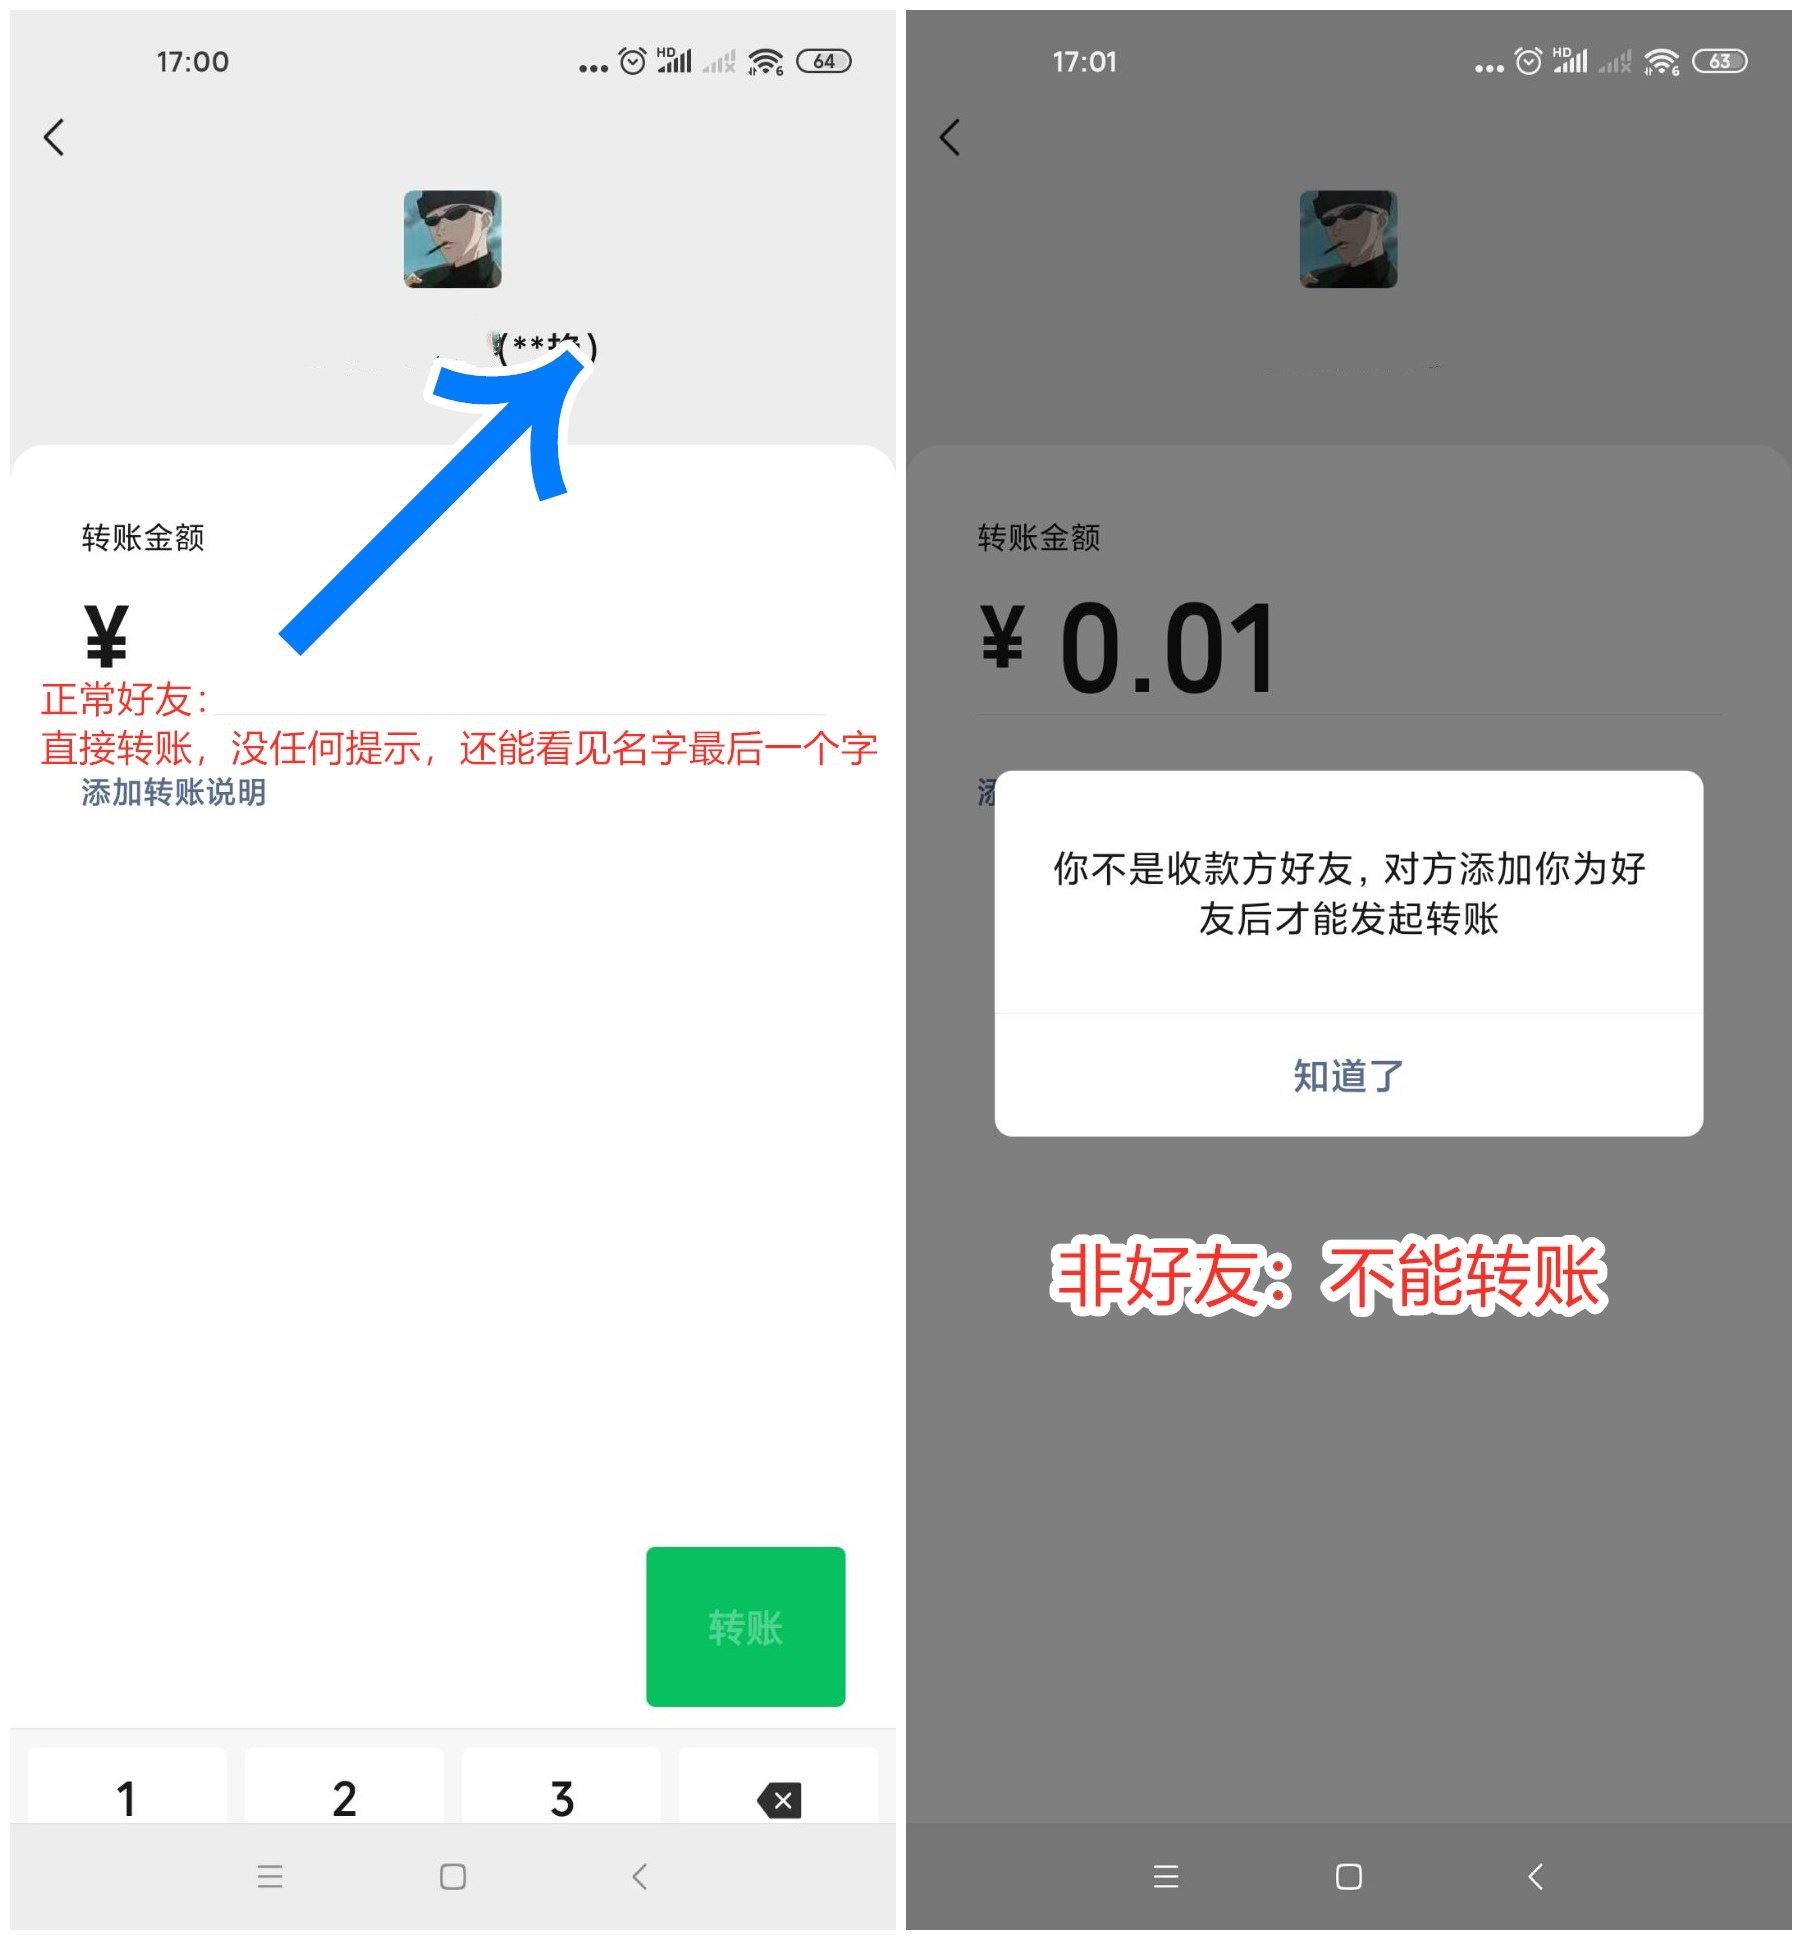 17:00
HD
6
64
(**
)
转账金额
¥
正常好友：
直接转账，没任何提示，还能看见名字最后一个字
添加转账说明
转账
1
2
3
17:01
HD
6
63
转账金额
¥ 0.01
你不是收款方好友，对方添加你为好
友后才能发起转账
知道了
非好友：不能转账